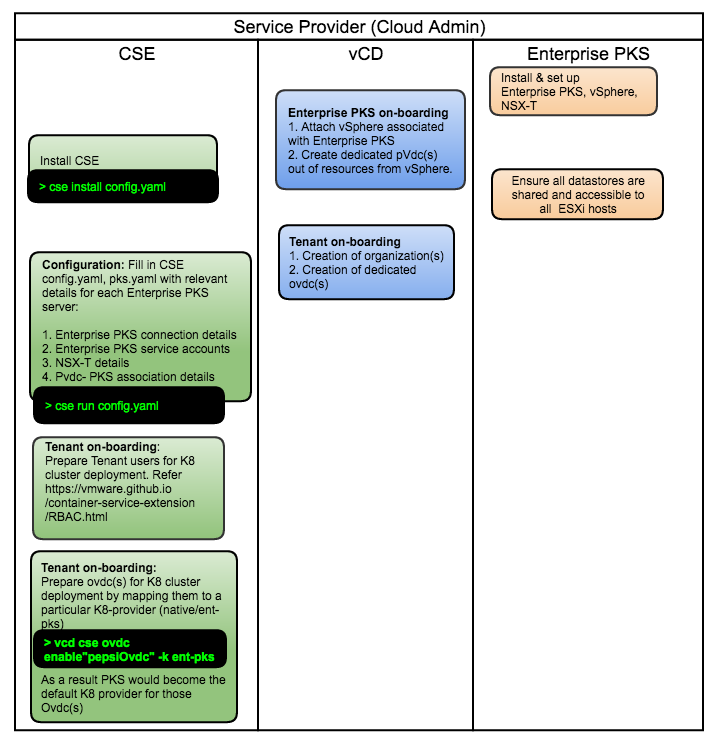 Service Provider (Cloud Admin)
CSE
Install CSE
> cse install config.yaml
Configuration: Fill in CSE
config.yaml, pks.yaml with relevant
details for each Enterprise PKS
server:
1. Enterprise PKS connection details
2. Enterprise PKS service accounts
3. NSX-T details
4. Pvdc- PKS association details
> cse run config.yaml
Tenant on-boarding:
Prepare Tenant users for K8
cluster deployment. Refer
https://vmware.github.io
/container-service-extension
/RBAC.html
Tenant on-boarding:
Prepare ovdc(s) for K8 cluster
deployment by mapping them to a
particular K8-provider (native/ent-
pks)
> vcd cse ovdc
enable"pepsiOvdc" -k ent-pks
As a result PKS would become the
default K8 provider for those
Ovdc(s)
vCD
Enterprise PKS on-boarding
1. Attach vSphere associated
with Enterprise PKS
2. Create dedicated pVdc(s)
out of resources from vSphere.
Tenant on-boarding
1. Creation of organization(s)
2. Creation of dedicated
ovdc(s)
Enterprise PKS
Install & set up
Enterprise PKS, vSphere,
NSX-T
Ensure all datastores are
shared and accessible to
all ESXi hosts